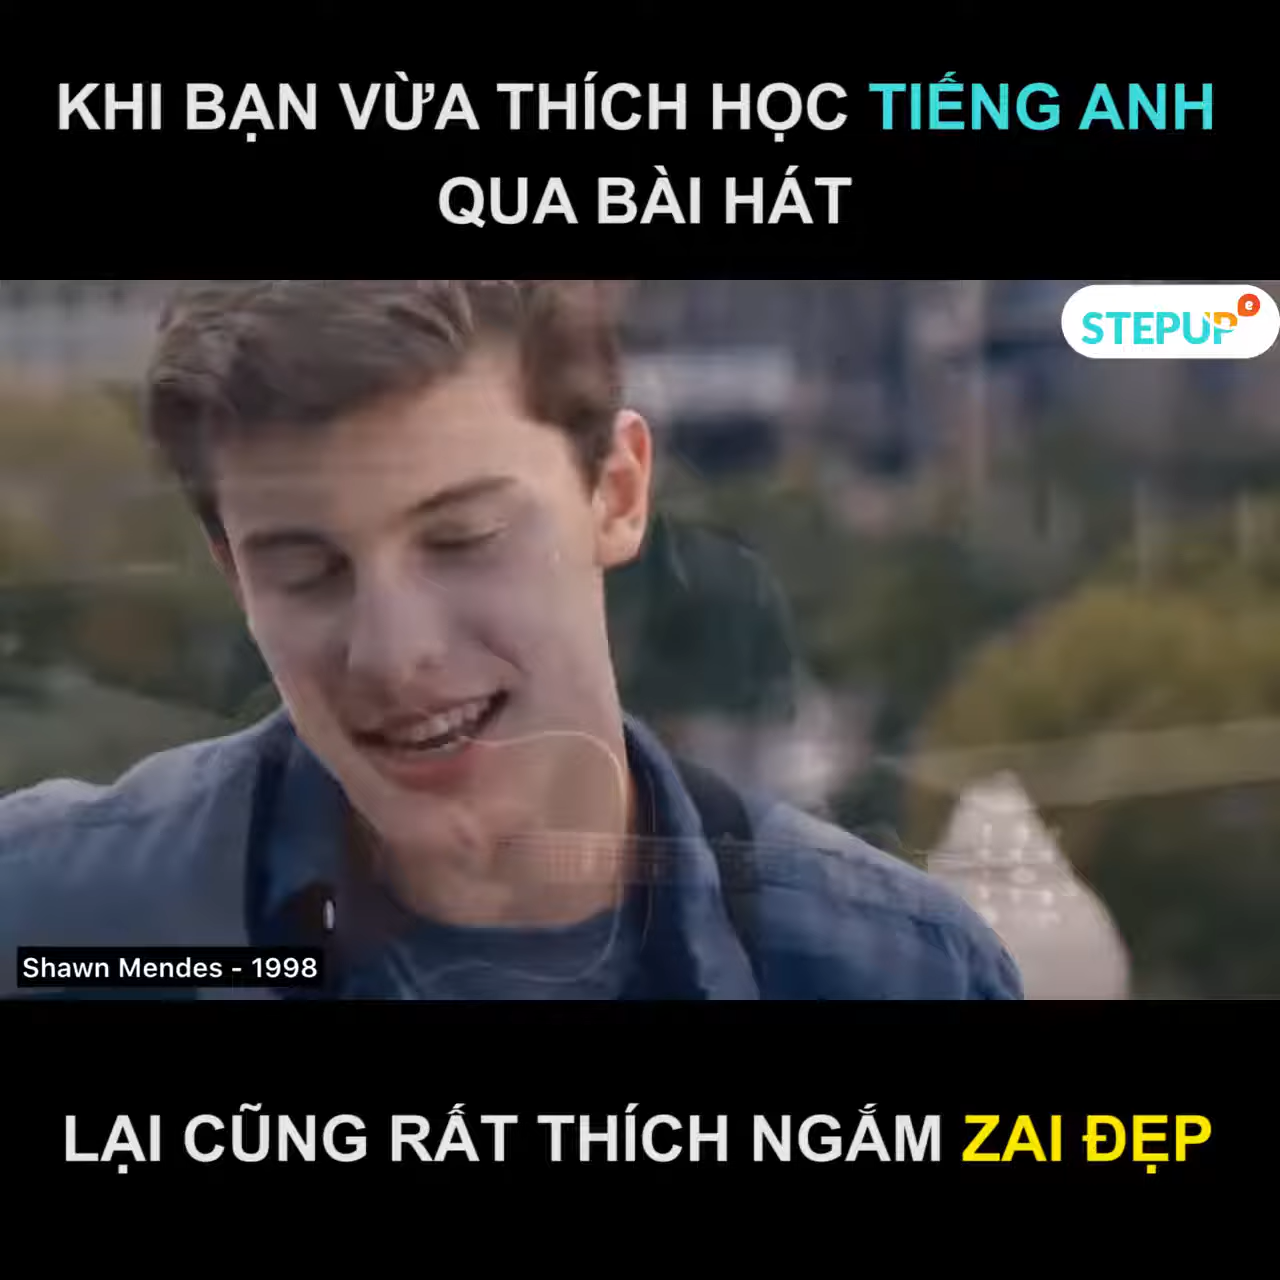 KHI BẠN VỪA THÍCH HỌC TIẾNG ANH
QUA BÀI HÁT
STEPUP e
Shawn Mendes - 1998
LẠI CŨNG RẤT THÍCH NGẮM ZAI ĐẸP